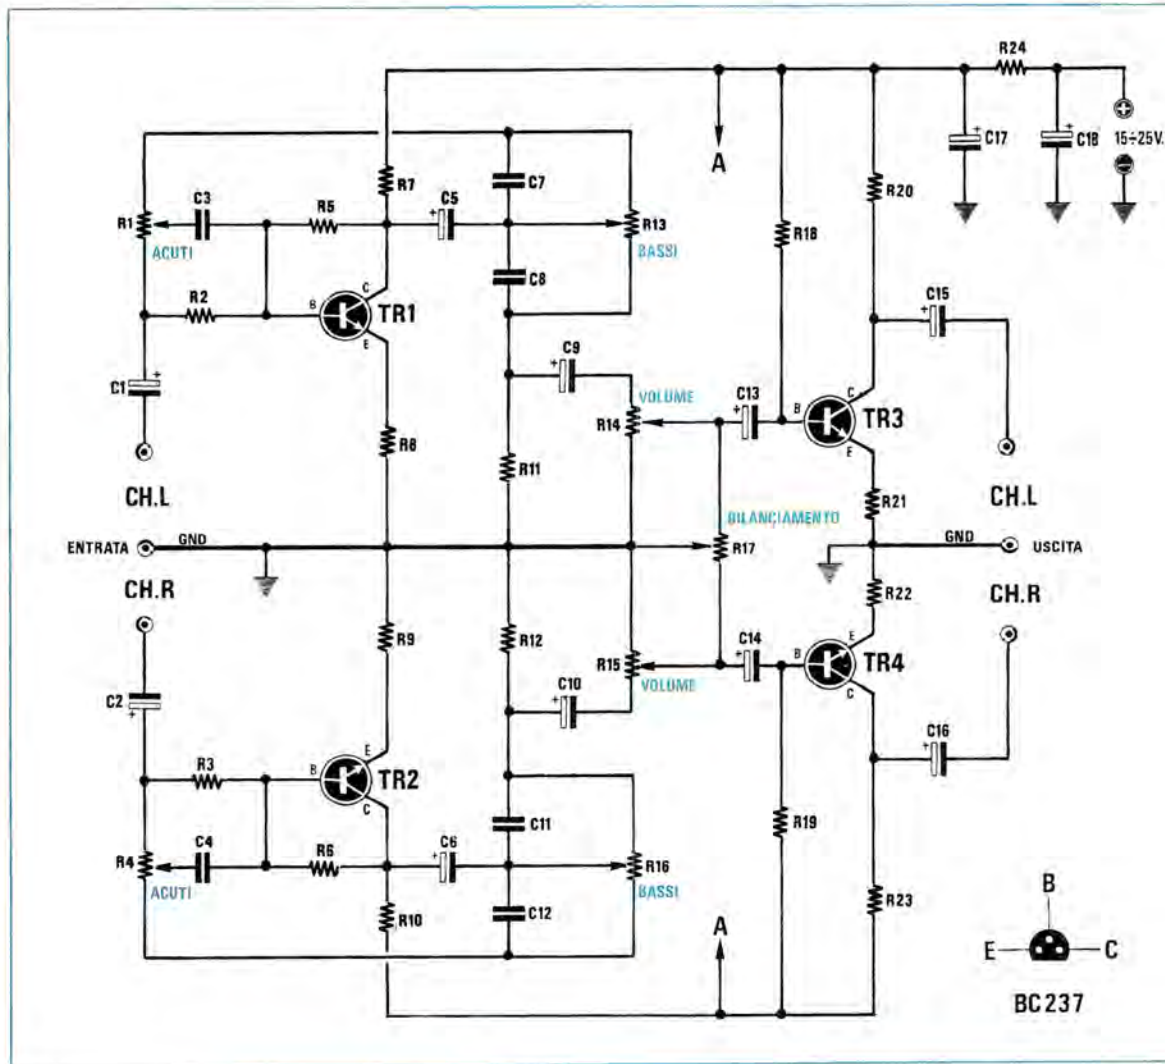 R24
C17
C18
15÷25V.
A
R1
ACUTI
C3
R5
R7
C5
C7
R13
BASSI
C8
R18
R20
C15
R2
B
C
E
TR1
C1
C9
VOLUME
R14
C13
B
C
E
TR3
R8
R11
R21
CH.L
CH.L
BILANCIAMENTO
R17
ENTRATA
GND
GND
USCITA
CH.R
CH.R
R9
R12
R22
C2
R15
VOLUME
C10
C14
B
E
C
TR4
C16
R3
B
E
C
TR2
R4
ACUTI
C4
R6
C6
C11
R16
BASSI
C12
R10
R19
R23
A
B
E
C
BC237